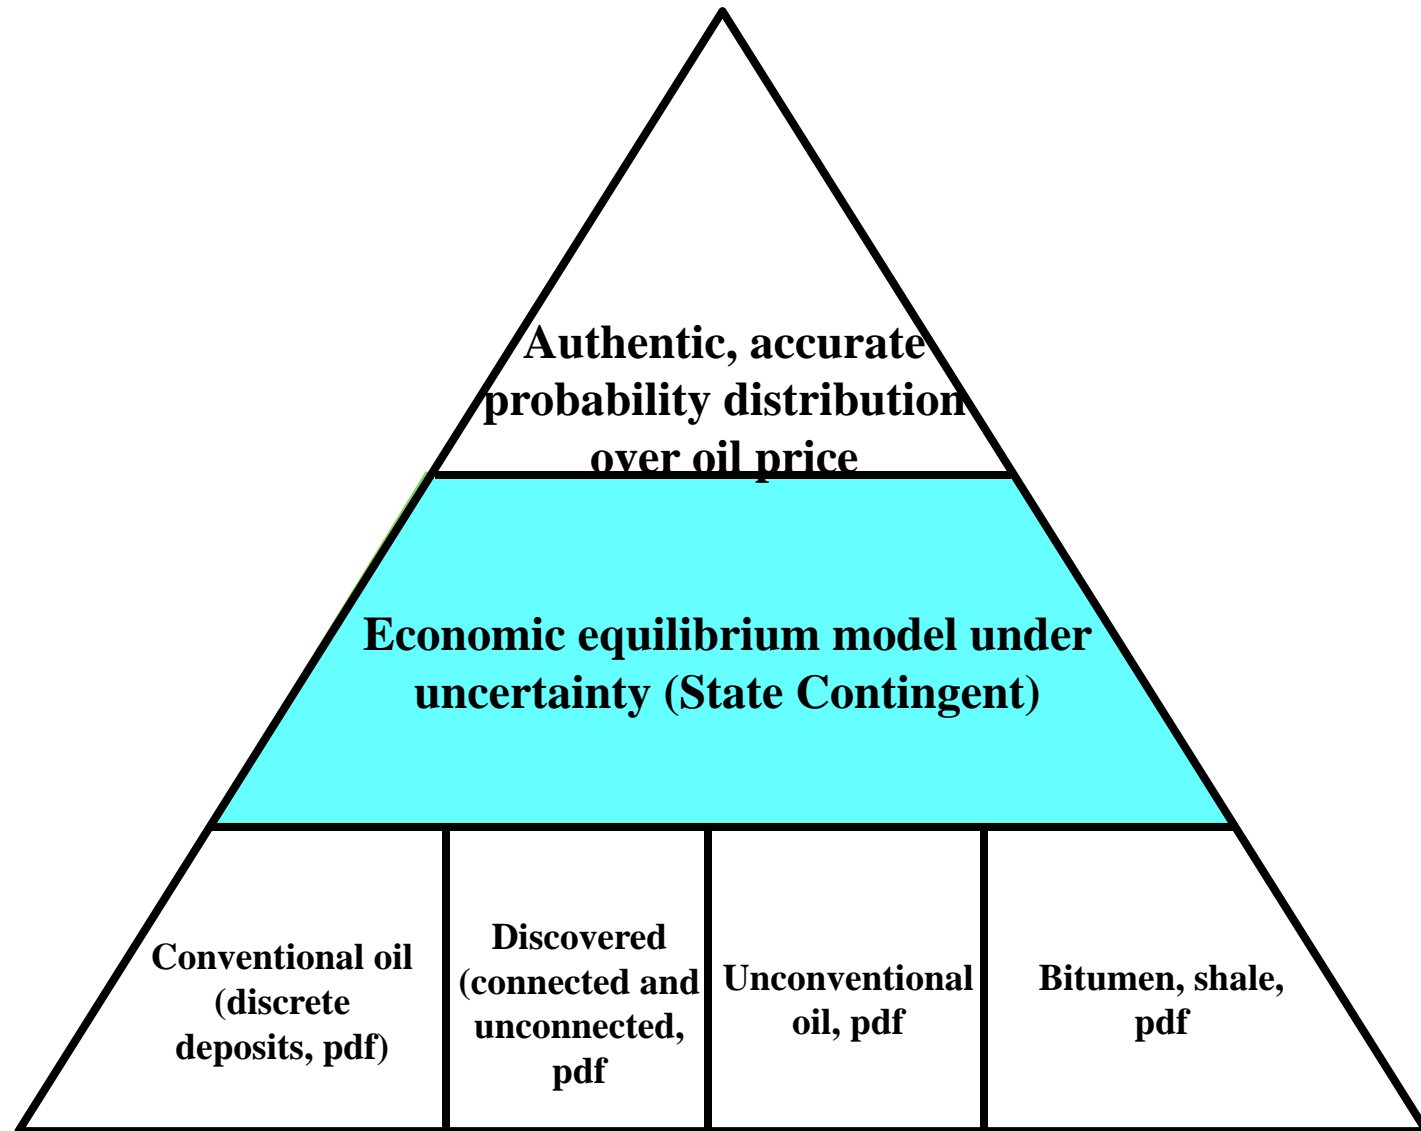 Authentic, accurate
probability distribution
over oil price
Economic equilibrium model under
uncertainty (State Contingent)
Conventional oil
(discrete
deposits, pdf)
Discovered
(connected and
unconnected,
pdf
Unconventional
oil, pdf
Bitumen, shale,
pdf